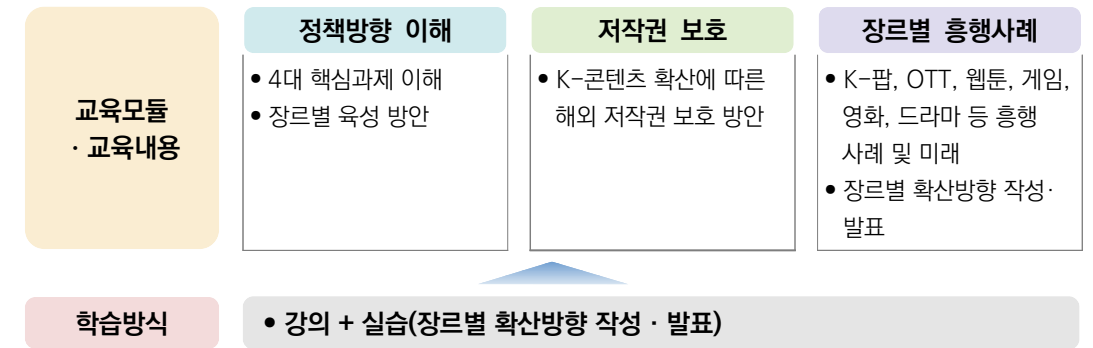 교육모듈
· 교육내용
정책방향 이해
• 4대 핵심과제 이해
• 장르별 육성 방안
저작권 보호
• K-콘텐츠 확산에 따른
해외 저작권 보호 방안
장르별 흥행사례
• K-팝, OTT, 웹툰, 게임,
영화, 드라마 등 흥행
사례 및 미래
• 장르별 확산방향 작성·
발표
학습방식
• 강의 + 실습(장르별 확산방향 작성 · 발표)